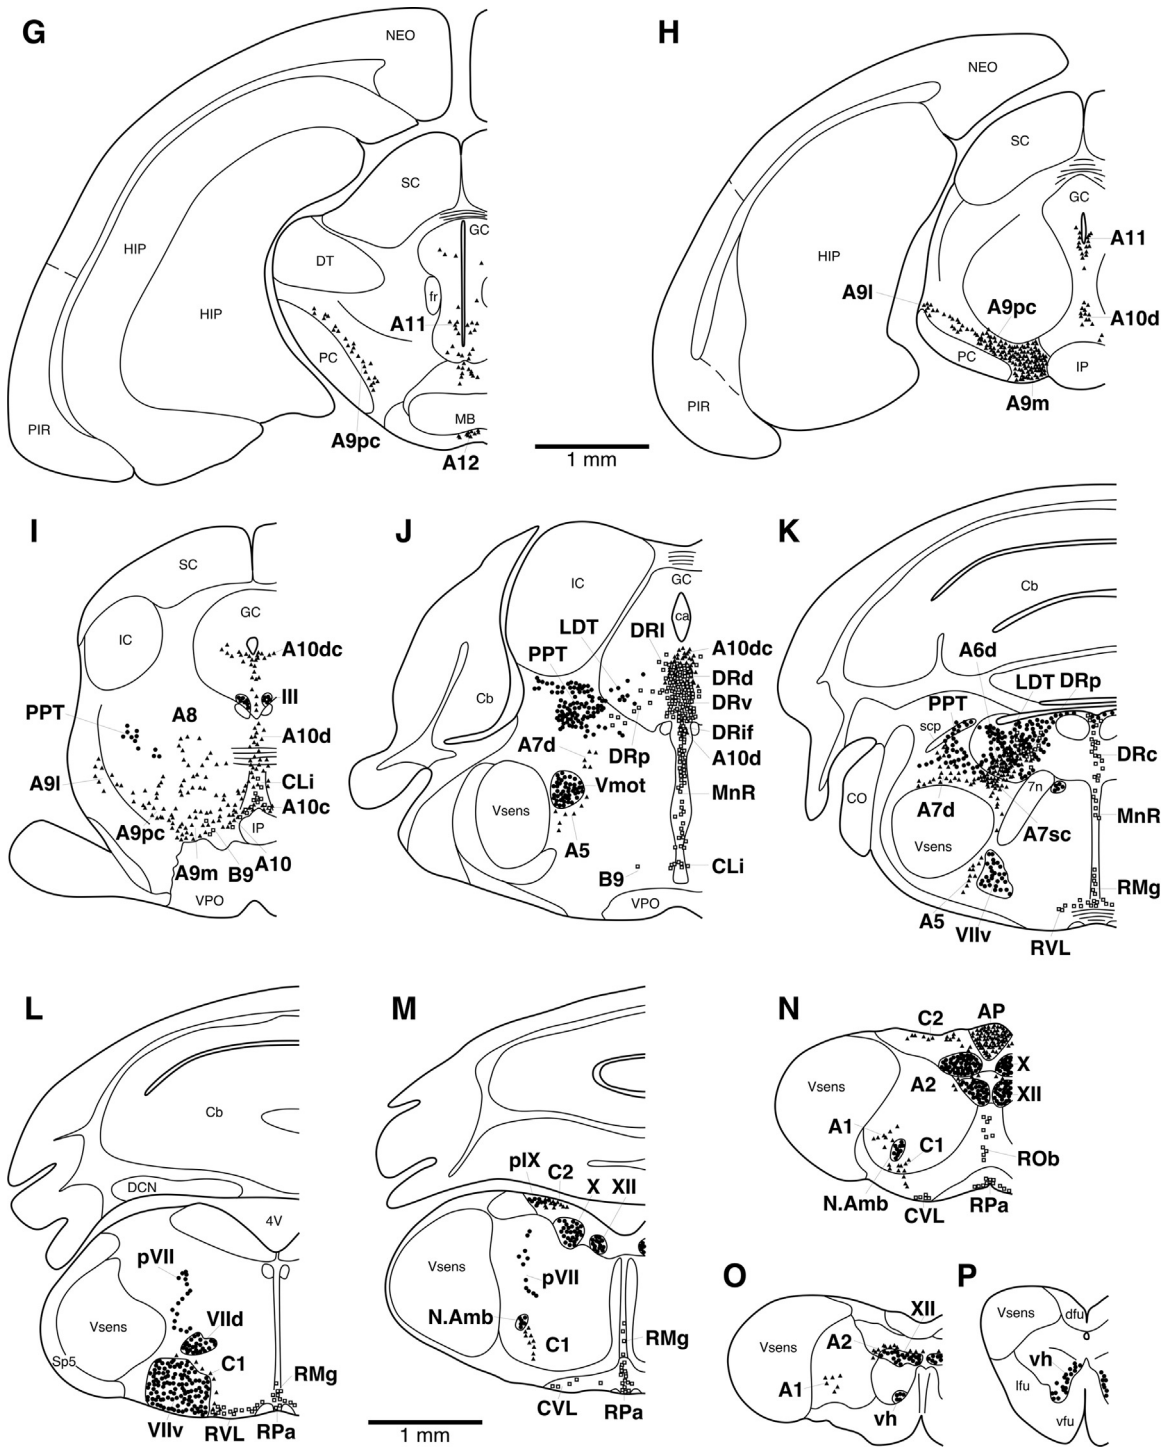 G
NEO
SC
GC
DT
HIP
fr
HIP
A11
PC
PIR
MB
A9pc
A12
H
NEO
SC
GC
A11
HIP
A9l
A9pc
A10d
PC
IP
PIR
A9m
1 mm
I
SC
IC
GC
A10dc
III
PPT
A8
A10d
A9l
CLi
A10c
A9pc
IP
A9m
B9
A10
VPO
J
IC
GC
ca
LDT
DRl
PPT
A10dc
DRd
Cb
DRv
DRif
A7d
DRp
A10d
Vmot
MnR
Vsens
A5
B9
CLi
VPO
K
Cb
A6d
LDT
DRp
PPT
scp
DRc
7n
CO
A7d
MnR
A7sc
Vsens
RMg
A5
VIIv
RVL
L
Cb
DCN
4V
pVII
VIId
Vsens
Sp5
C1
RMg
VIIv
RVL
RPa
M
pIX
C2
X
XII
Vsens
pVII
N.Amb
C1
RMg
CVL
RPa
1 mm
N
C2
AP
Vsens
X
A2
XII
A1
C1
ROb
N.Amb
CVL
RPa
O
XII
Vsens
A2
A1
vh
P
Vsens
dfu
vh
lfu
vfu